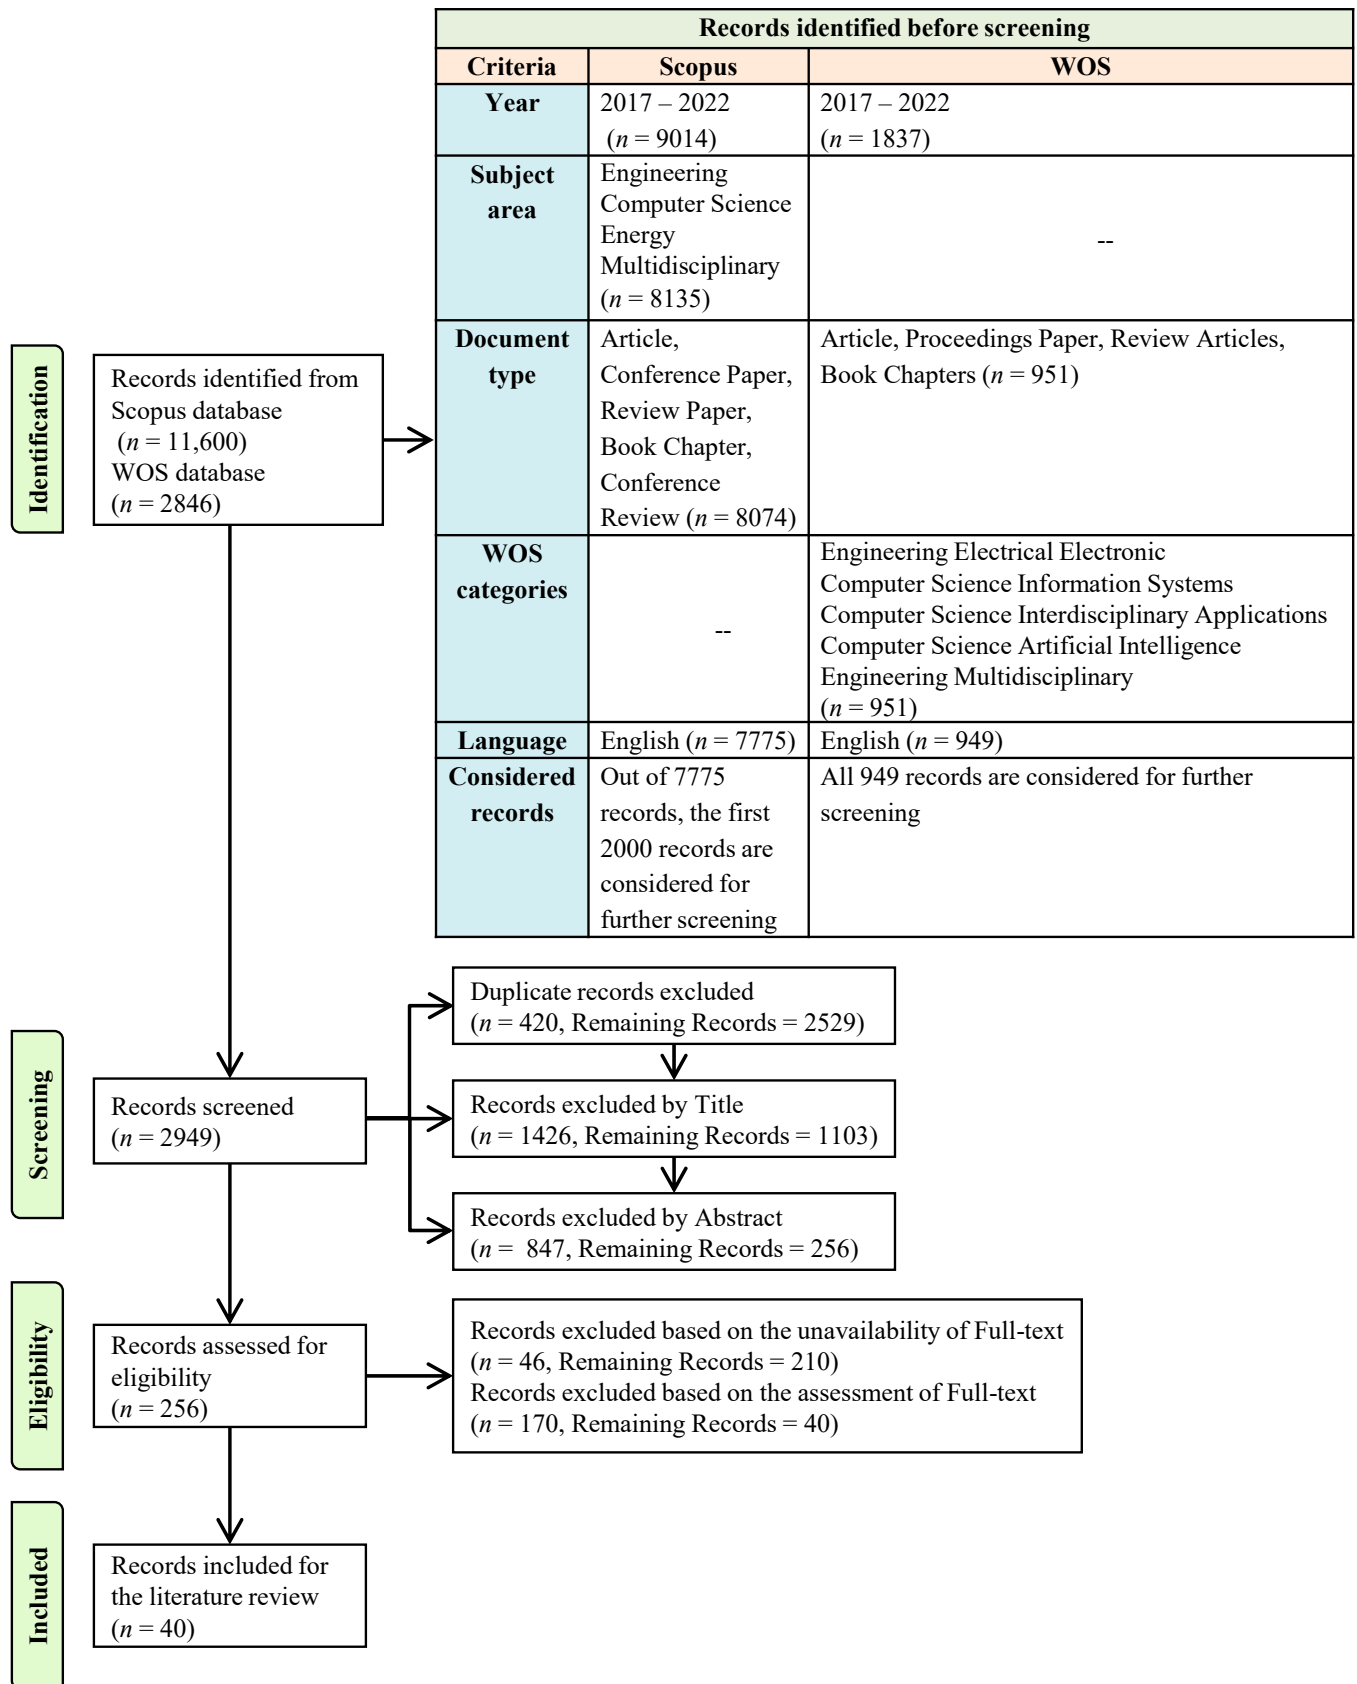 Records identified before screening
Criteria
Scopus
WOS
Year
2017 – 2022
(n = 9014)
2017 – 2022
(n = 1837)
Subject
area
Engineering
Computer Science
Energy
Multidisciplinary
(n = 8135)
--
Document
type
Article,
Conference Paper,
Review Paper,
Book Chapter,
Conference
Review (n = 8074)
Article, Proceedings Paper, Review Articles,
Book Chapters (n = 951)
WOS
categories
--
Engineering Electrical Electronic
Computer Science Information Systems
Computer Science Interdisciplinary Applications
Computer Science Artificial Intelligence
Engineering Multidisciplinary
(n = 951)
Language
English (n = 7775)
English (n = 949)
Considered
records
Out of 7775
records, the first
2000 records are
considered for
further screening
All 949 records are considered for further
screening
Identification
Records identified from
Scopus database
(n = 11,600)
WOS database
(n = 2846)
Screening
Records screened
(n = 2949)
Duplicate records excluded
(n = 420, Remaining Records = 2529)
Records excluded by Title
(n = 1426, Remaining Records = 1103)
Records excluded by Abstract
(n = 847, Remaining Records = 256)
Eligibility
Records assessed for
eligibility
(n = 256)
Records excluded based on the unavailability of Full-text
(n = 46, Remaining Records = 210)
Records excluded based on the assessment of Full-text
(n = 170, Remaining Records = 40)
Included
Records included for
the literature review
(n = 40)